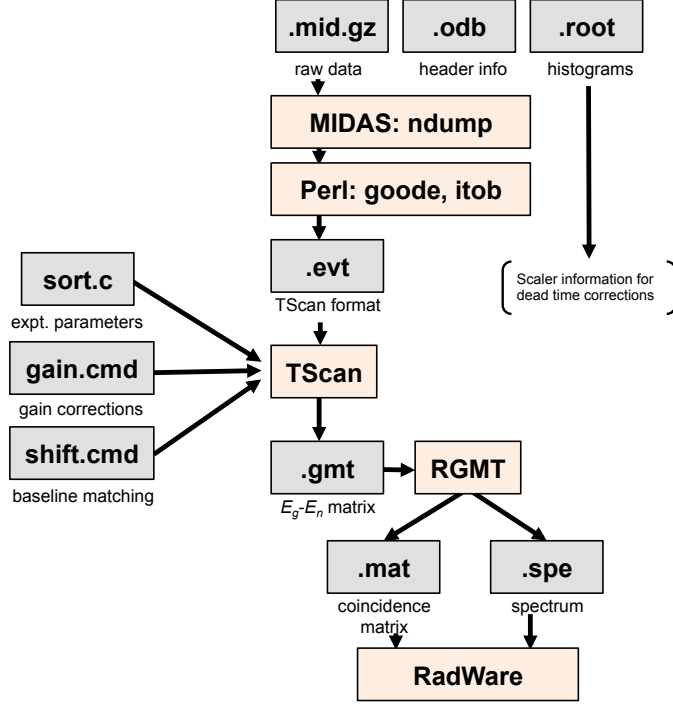 .mid.gz
.odb
.root
raw data
header info
histograms
MIDAS: ndump
Perl: goode, itob
.evt
TScan format
Scaler information for
dead time corrections
sort.c
expt. parameters
gain.cmd
gain corrections
shift.cmd
baseline matching
TScan
.gmt
Eg-En matrix
RGMT
.mat
coincidence
matrix
.spe
spectrum
RadWare